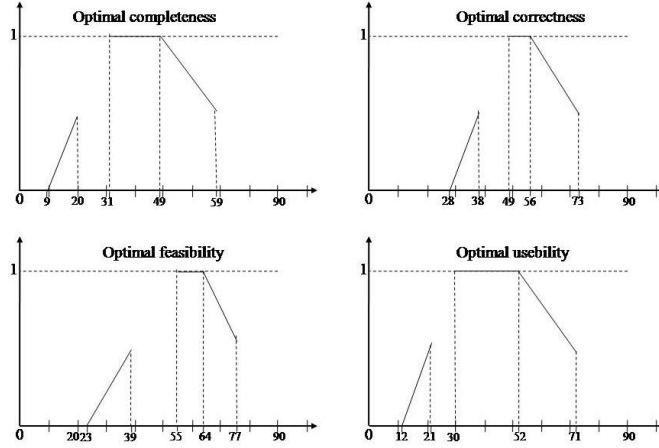 Optimal completeness
1
0 9 20 31 49 59 90
Optimal correctness
1
0 28 38 49 56 73 90
Optimal feasibility
1
0 20 23 39 55 64 77 90
Optimal usebility
1
0 12 21 30 52 71 90